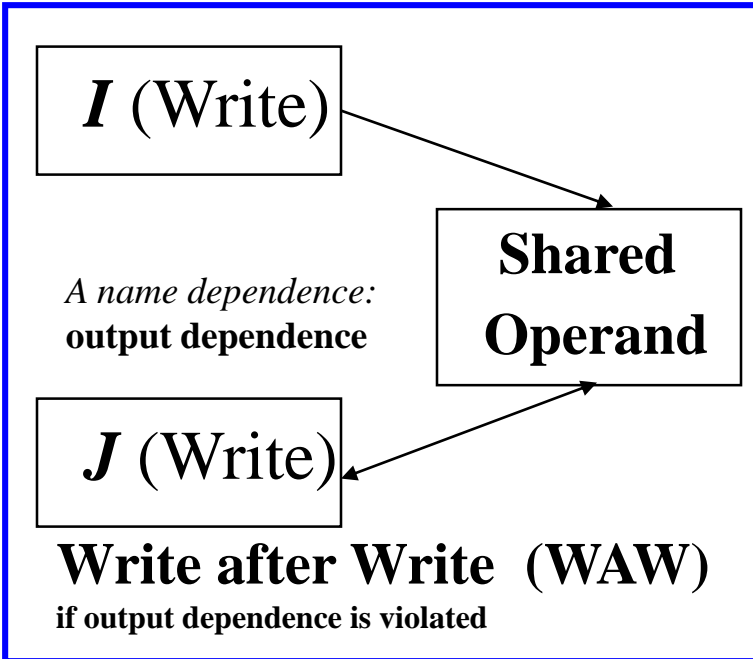 I (Write)
Shared
Operand
A name dependence:
output dependence
J (Write)
Write after Write (WAW)
if output dependence is violated